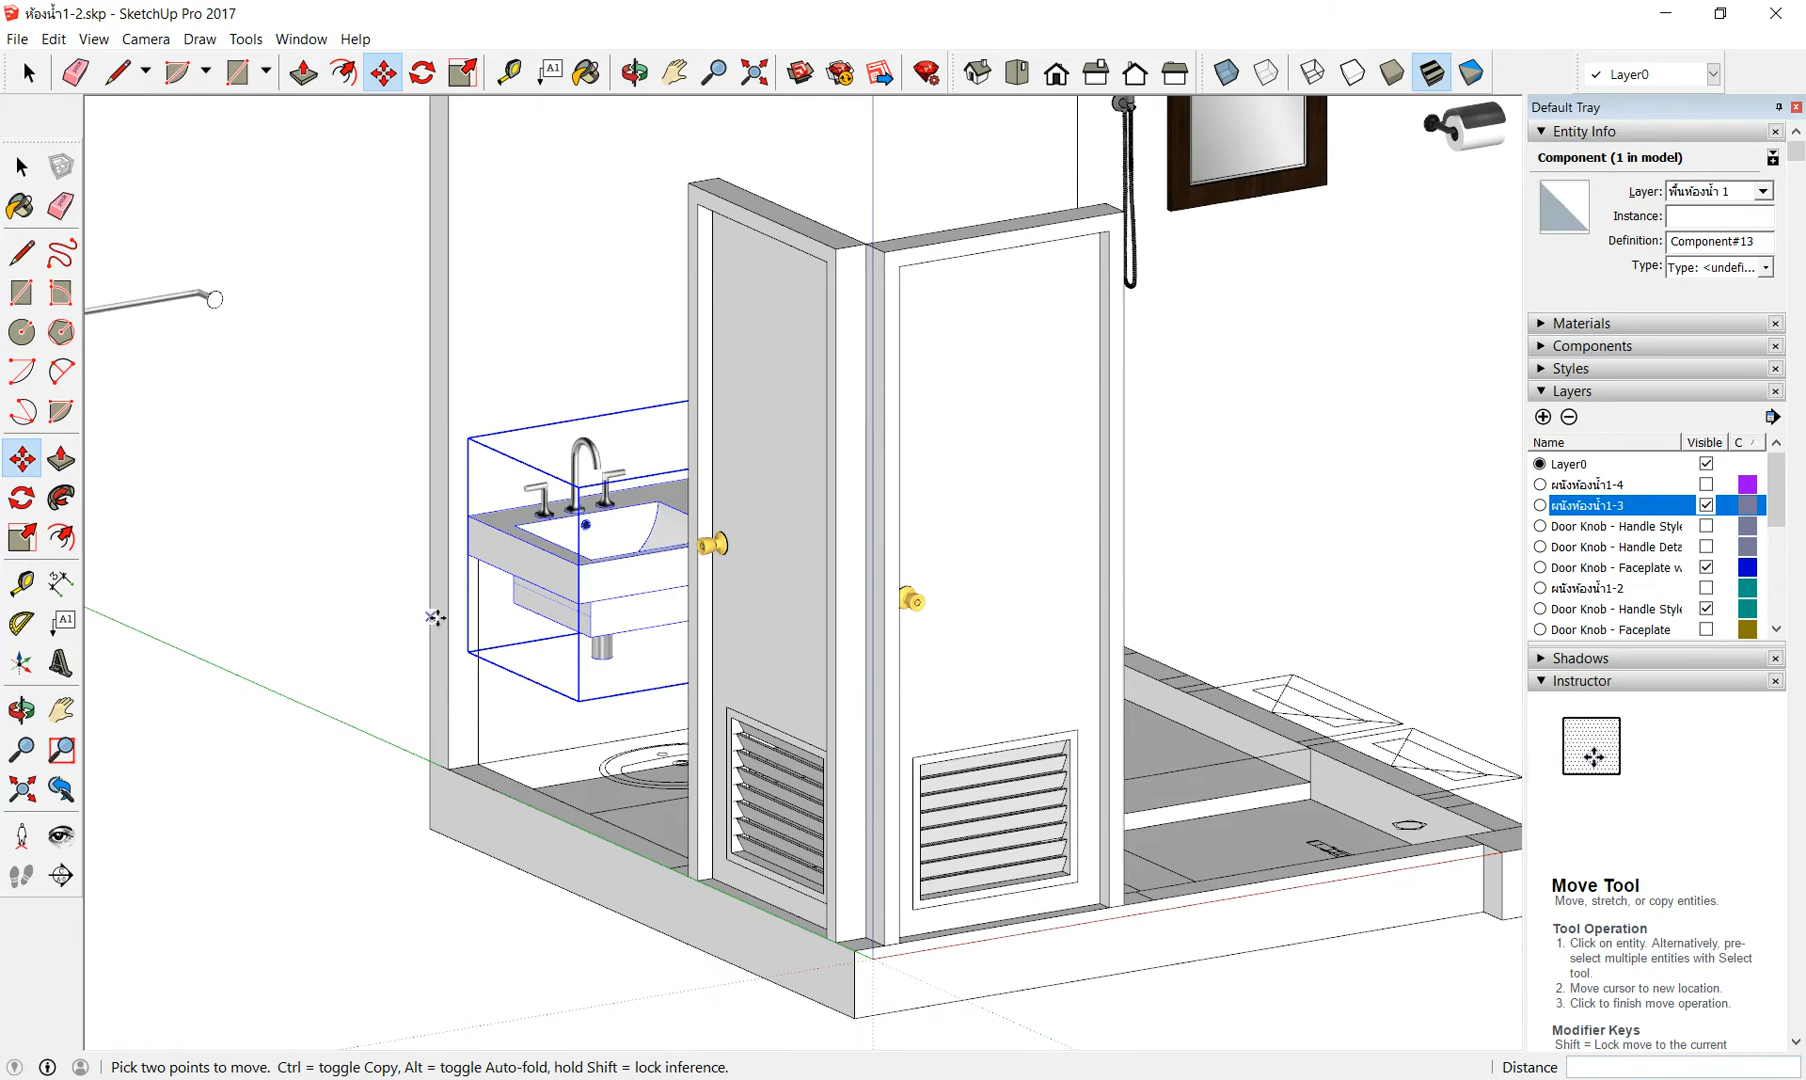 ห้องน้ำ1-2.skp - SketchUp Pro 2017
File Edit View Camera Draw Tools Window Help
A1
Layer0
Default Tray
Entity Info
Component (1 in model)
Layer: พื้นห้องน้ำ 1
Instance:
Definition: Component#13
Type: Type: <undefi...
Materials
Components
Styles
Layers
Name Visible C
Layer0
ผนังห้องน้ำ1-4
ผนังห้องน้ำ1-3
Door Knob - Handle Style
Door Knob - Handle Deta
Door Knob - Faceplate w
ผนังห้องน้ำ1-2
Door Knob - Handle Style
Door Knob - Faceplate
A1
Shadows
Instructor
Move Tool
Move, stretch, or copy entities.
Tool Operation
1. Click on entity. Alternatively, pre-
select multiple entities with Select
tool.
2. Move cursor to new location.
3. Click to finish move operation.
Modifier Keys
Shift = Lock move to the current
Pick two points to move. Ctrl = toggle Copy, Alt = toggle Auto-fold, hold Shift = lock inference.
Distance